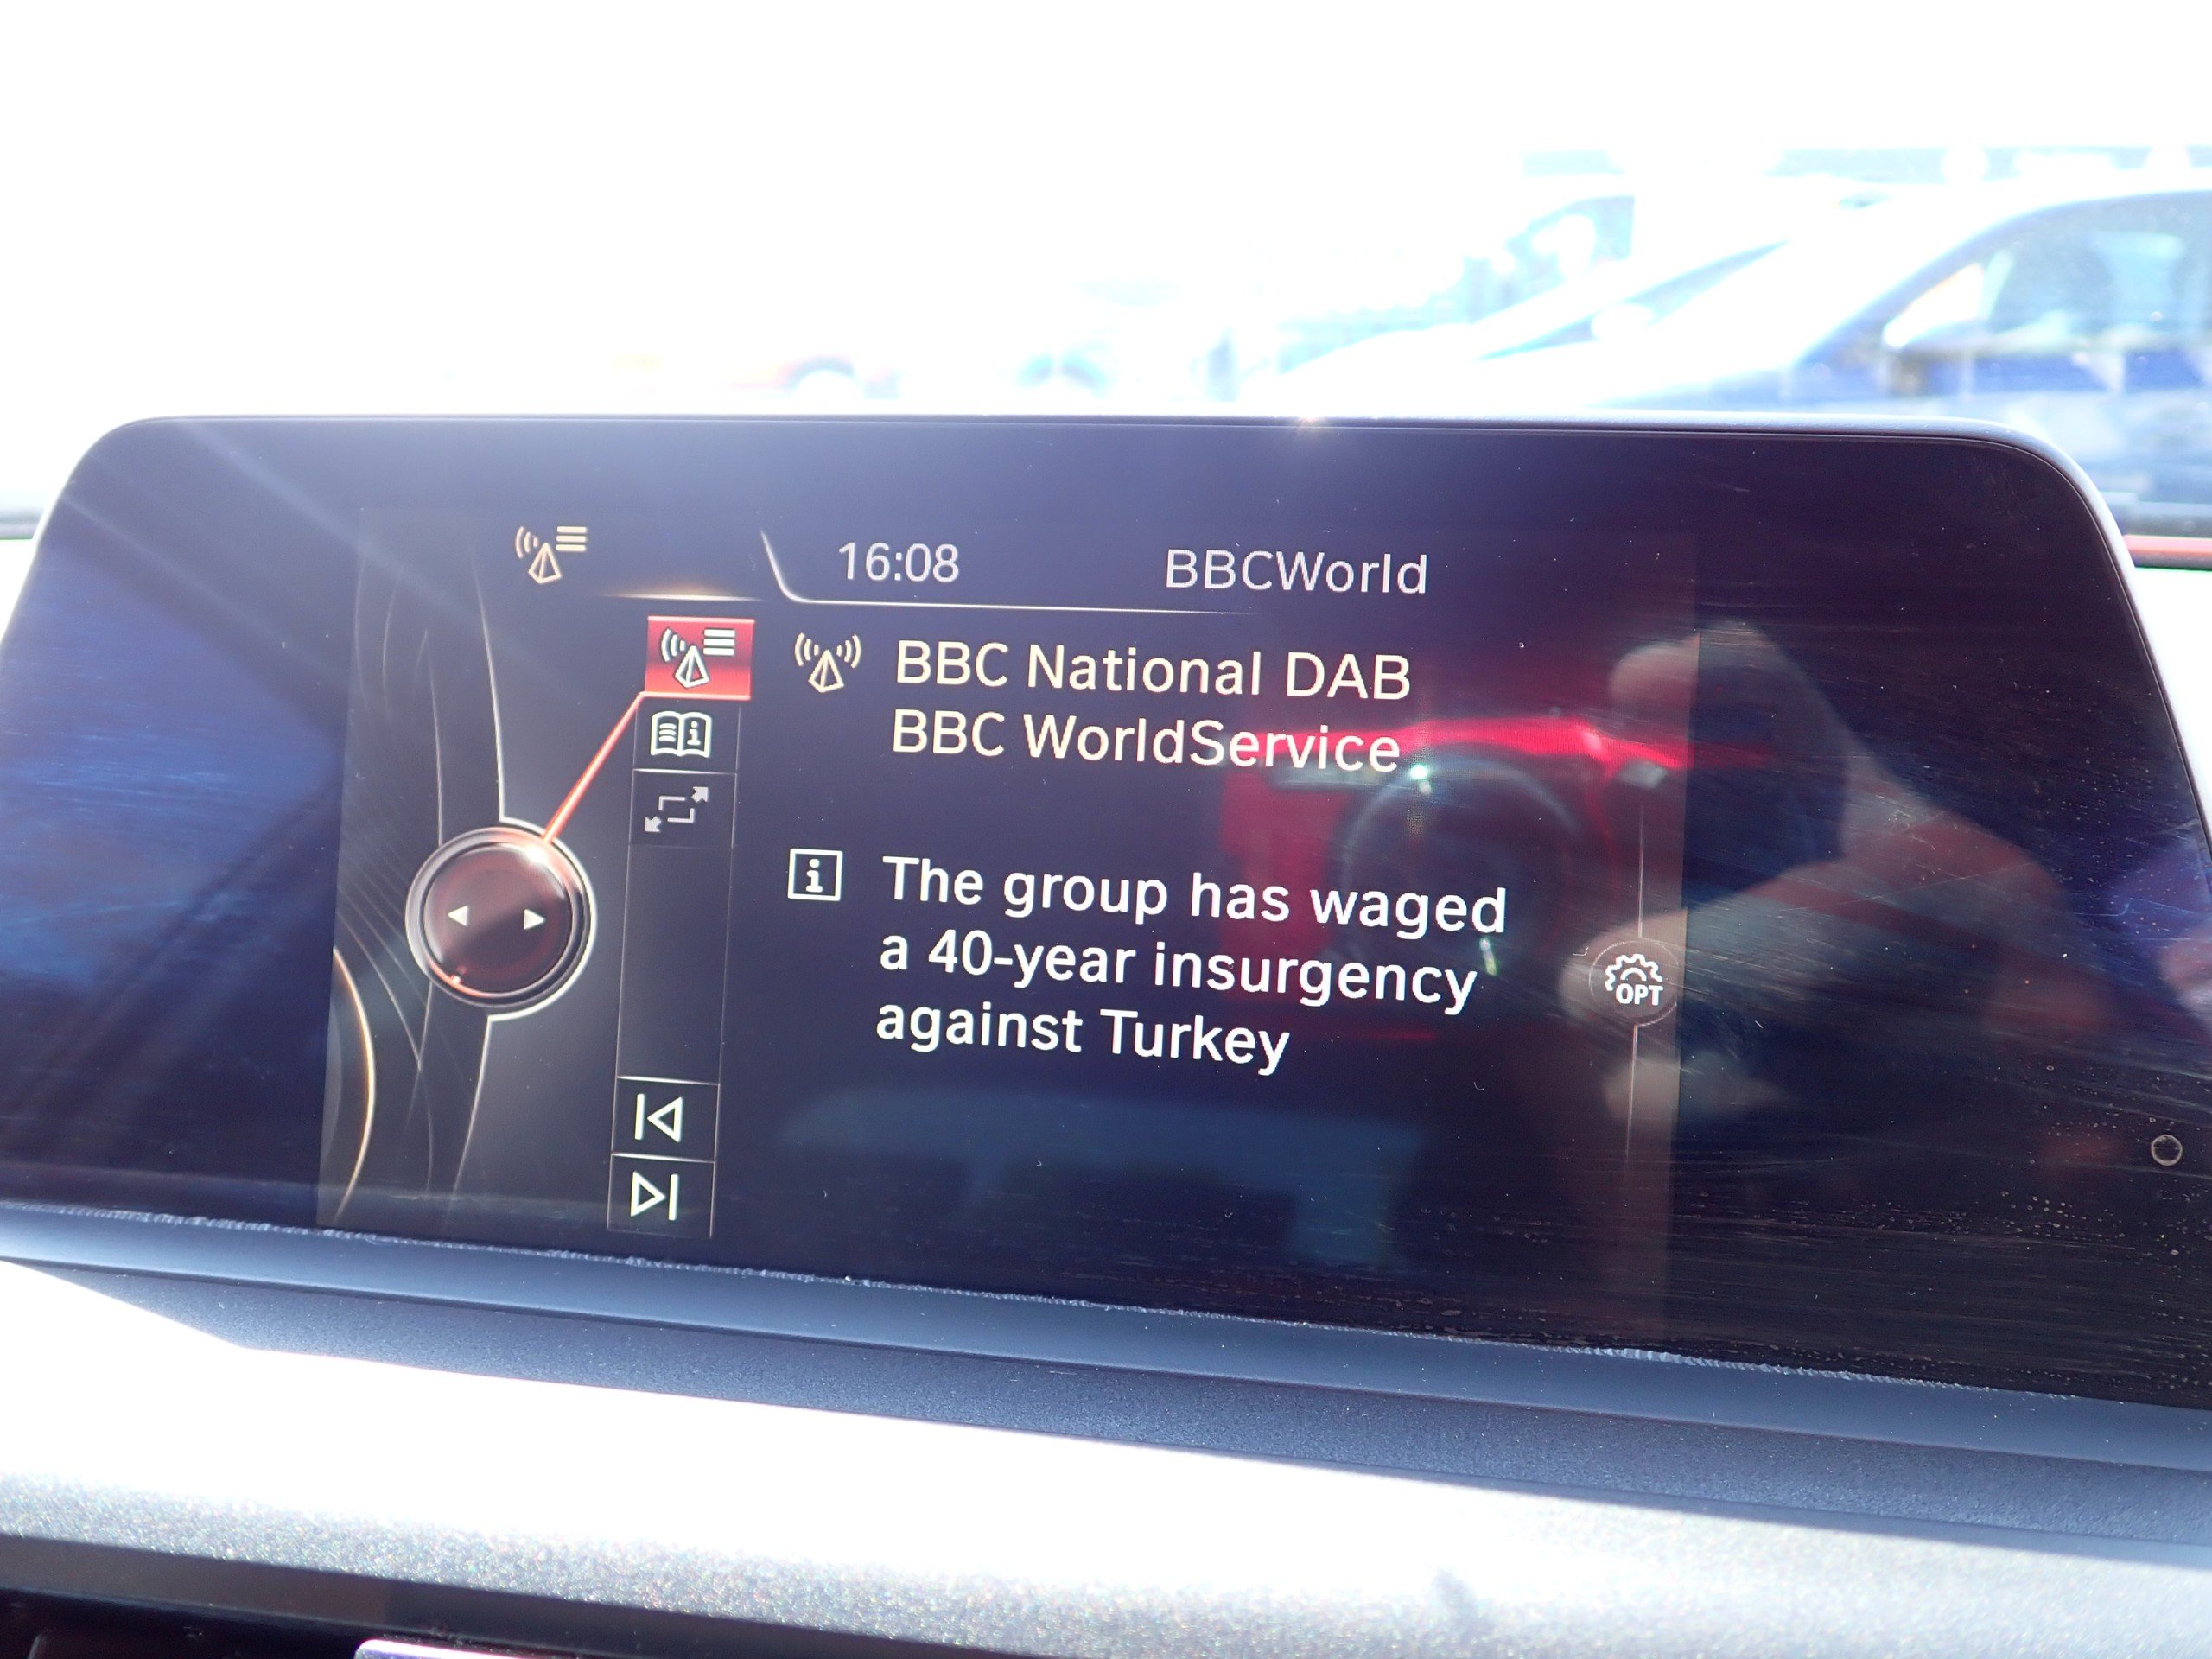 16:08 BBCWorld
BBC National DAB
BBC WorldService
The group has waged
a 40-year insurgency
against Turkey
OPT